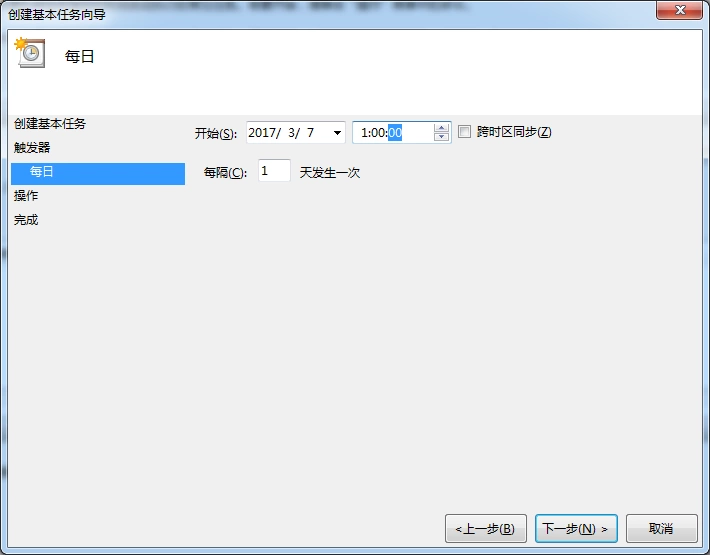 创建基本任务向导
每日
创建基本任务
触发器
每日
操作
完成
开始(S): 2017/ 3/ 7 1:00:00 跨时区同步(Z)
每隔(C): 1 天发生一次
<上一步(B) 下一步(N) > 取消